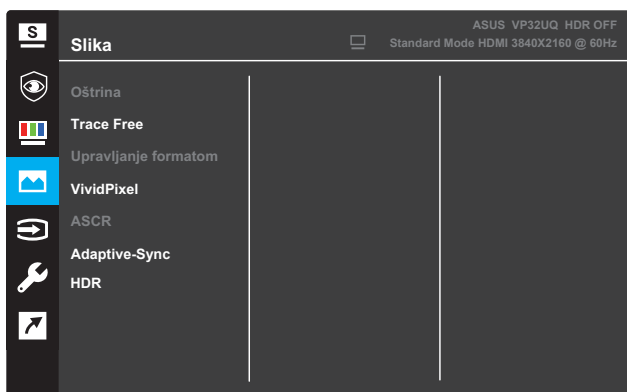 S
Slika
ASUS VP32UQ HDR OFF
Standard Mode HDMI 3840X2160 @ 60Hz
Oštrina
Trace Free
Upravljanje formatom
VividPixel
ASCR
Adaptive-Sync
HDR